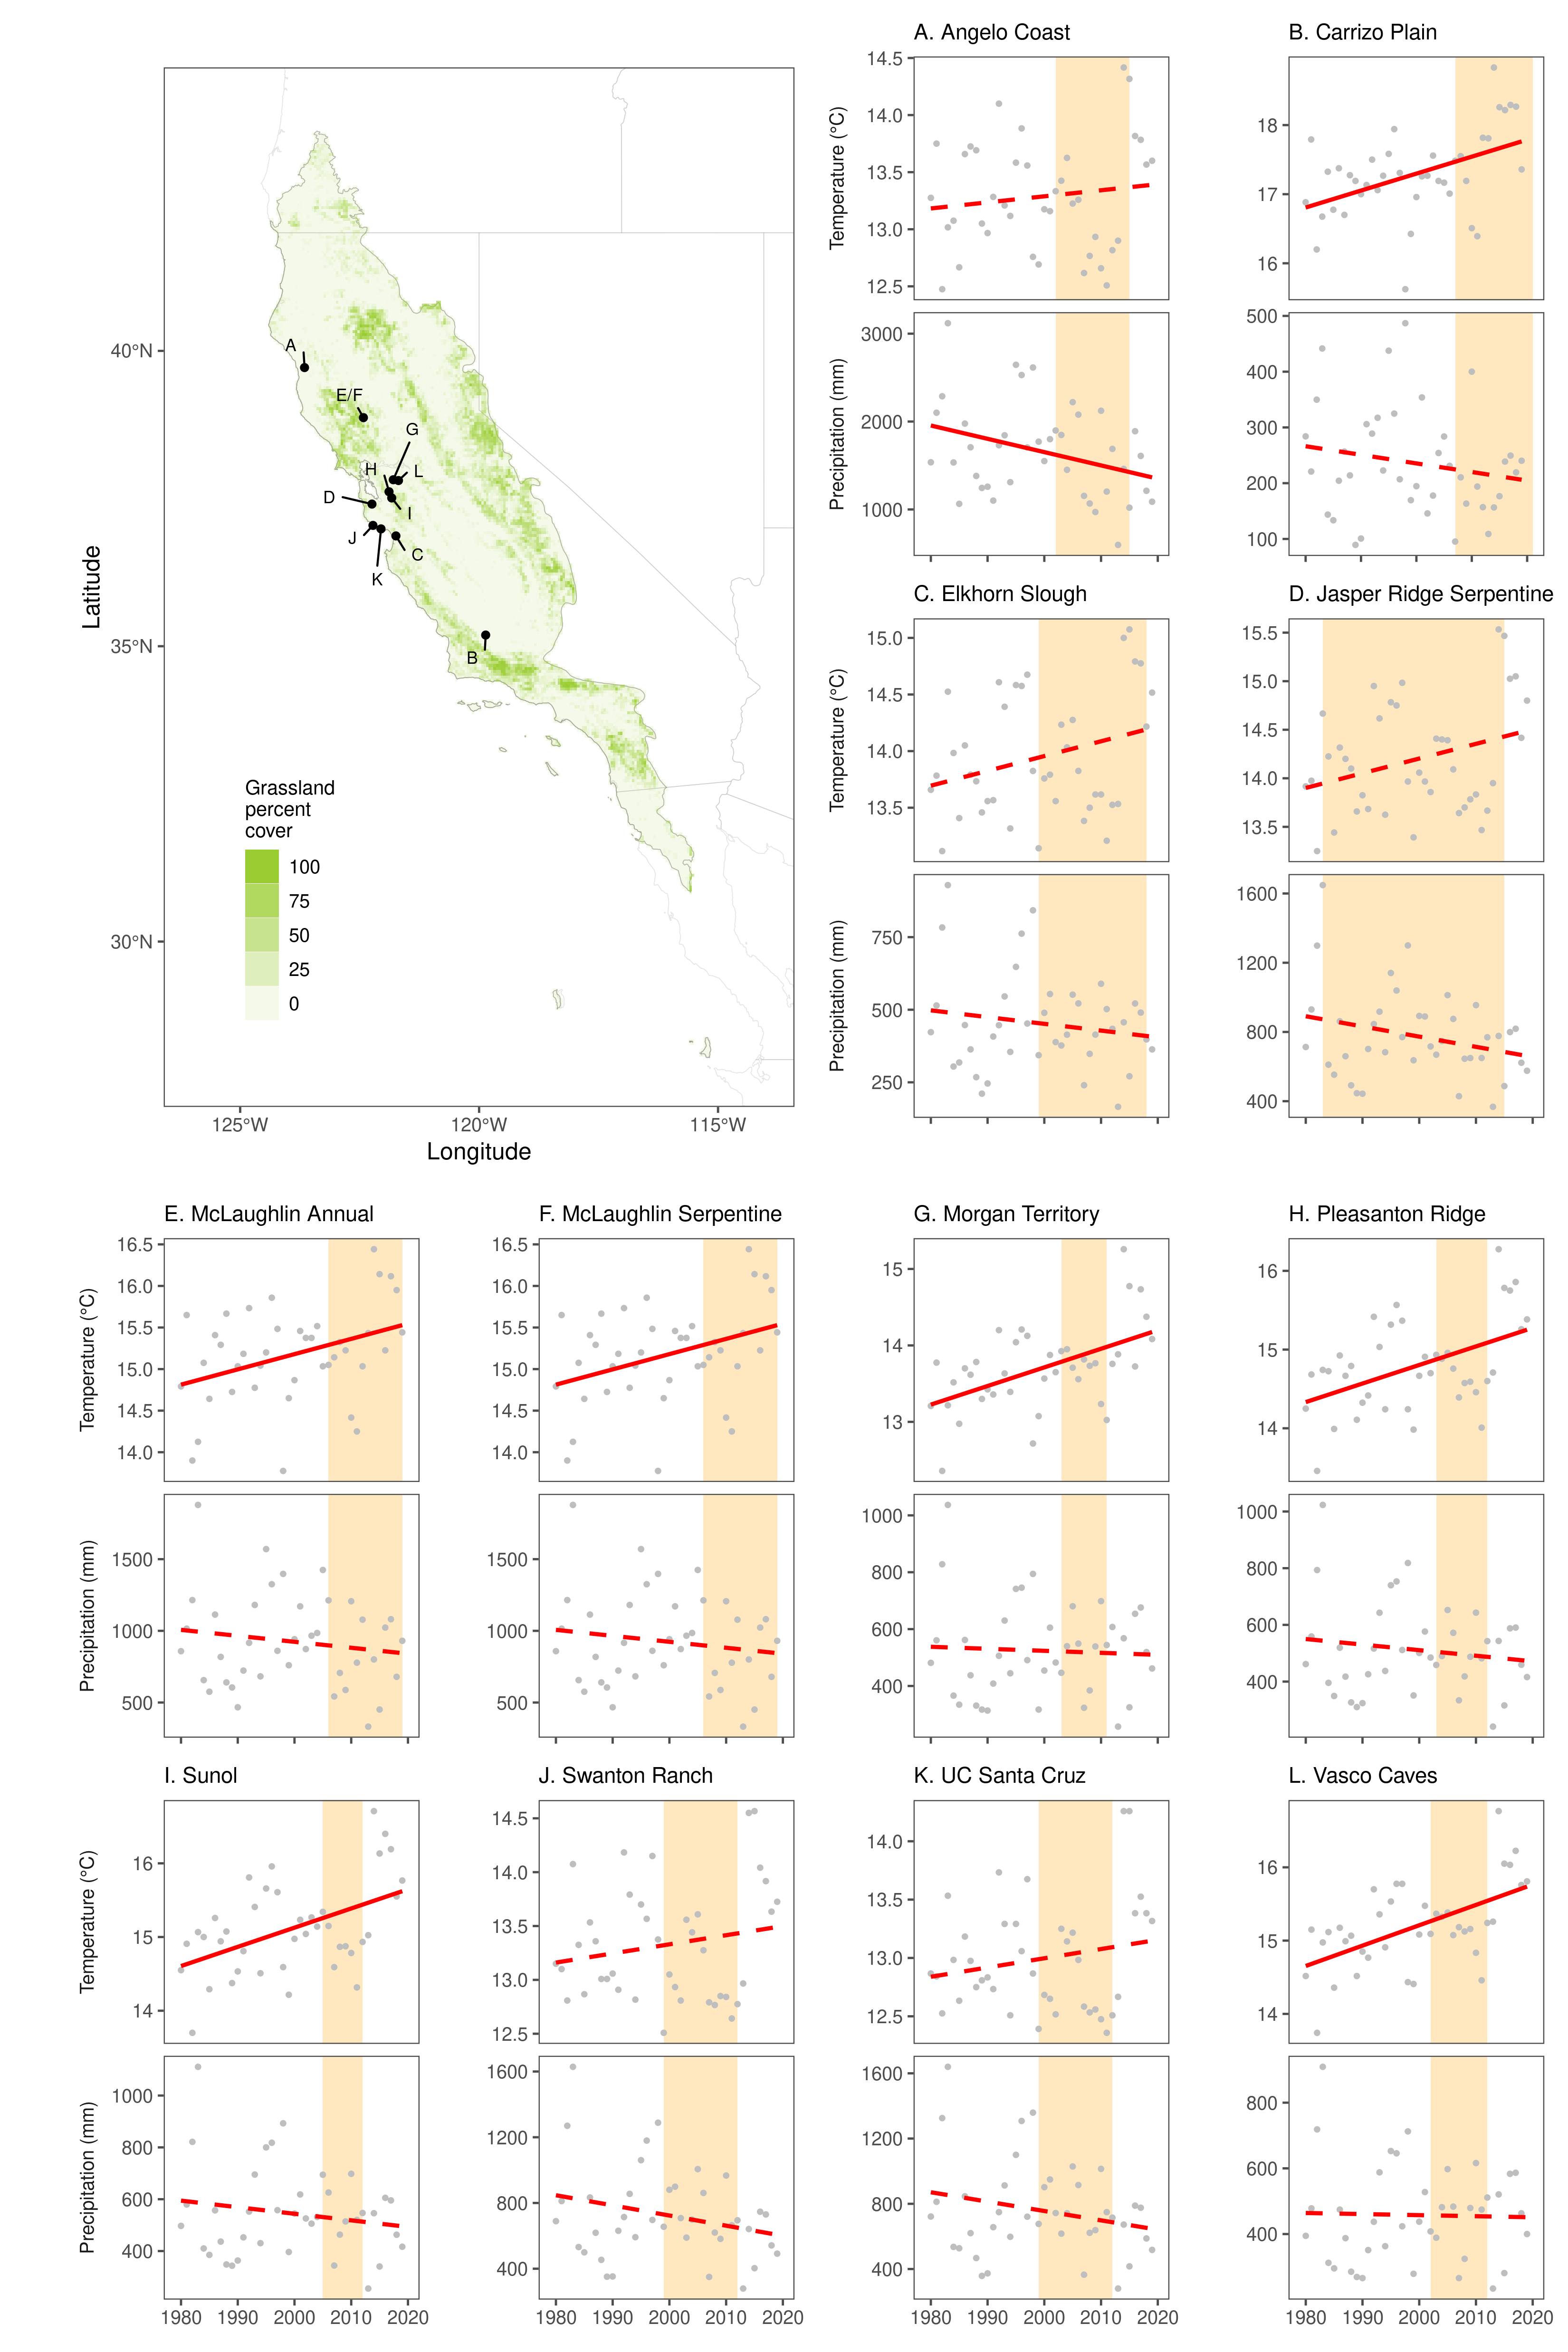 A. Angelo Coast
B. Carrizo Plain
Temperature (°C)
14.5
14.0
13.5
13.0
12.5
18
17
16
Precipitation (mm)
3000
2000
1000
500
400
300
200
100
C. Elkhorn Slough
D. Jasper Ridge Serpentine
Temperature (°C)
15.0
14.5
14.0
13.5
15.5
15.0
14.5
14.0
13.5
Precipitation (mm)
750
500
250
1600
1200
800
400
Latitude
40°N
35°N
30°N
A
E/F
G
H
L
D
I
J
C
K
B
Grassland
percent
cover
100
75
50
25
0
125°W 120°W 115°W
Longitude
E. McLaughlin Annual
F. McLaughlin Serpentine
G. Morgan Territory
H. Pleasanton Ridge
Temperature (°C)
16.5
16.0
15.5
15.0
14.5
14.0
16.5
16.0
15.5
15.0
14.5
14.0
15
14
13
16
15
14
Precipitation (mm)
1500
1000
500
1500
1000
500
1000
800
600
400
1000
800
600
400
I. Sunol
J. Swanton Ranch
K. UC Santa Cruz
L. Vasco Caves
Temperature (°C)
16
15
14
14.5
14.0
13.5
13.0
12.5
14.0
13.5
13.0
12.5
16
15
14
Precipitation (mm)
1000
800
600
400
1600
1200
800
400
1600
1200
800
400
800
600
400
1980 1990 2000 2010 2020
1980 1990 2000 2010 2020
1980 1990 2000 2010 2020
1980 1990 2000 2010 2020